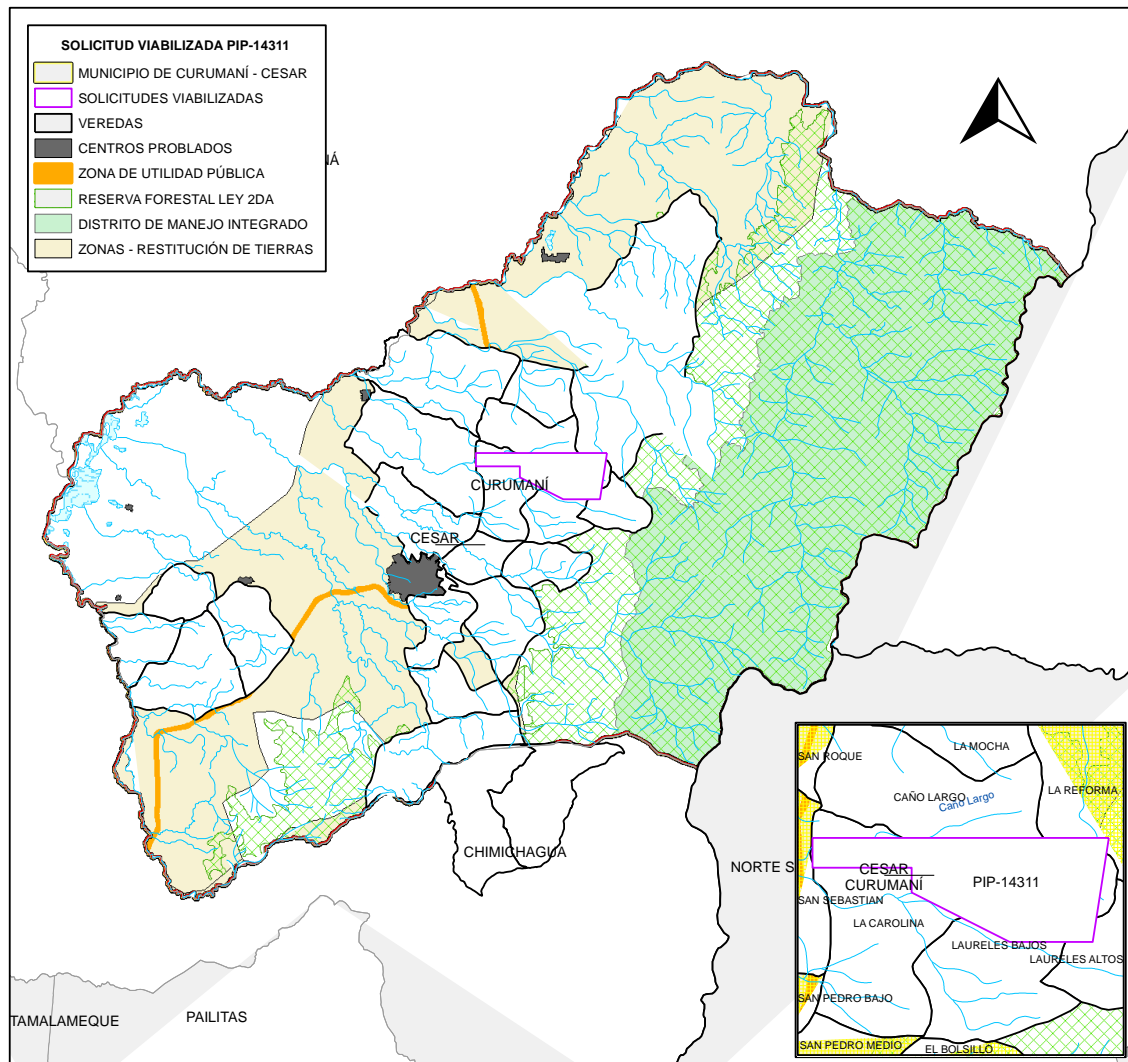 SOLICITUD VIABILIZADA PIP-14311
MUNICIPIO DE CURUMANÍ - CESAR
SOLICITUDES VIABILIZADAS
VEREDAS
CENTROS PROBLADOS
ZONA DE UTILIDAD PÚBLICA
RESERVA FORESTAL LEY 2DA
DISTRITO DE MANEJO INTEGRADO
ZONAS - RESTITUCIÓN DE TIERRAS
CURUMANÍ
CESAR
CHIMICHAGUA
NORTE S
TAMALAMEQUE
PAILITAS
SAN ROQUE
LA MOCHA
CAÑO LARGO
Caño Largo
LA REFORMA
CESAR
CURUMANÍ
PIP-14311
SAN SEBASTIAN
LA CAROLINA
LAURELES BAJOS
LAURELES ALTOS
SAN PEDRO BAJO
SAN PEDRO MEDIO
EL BOLSILLO